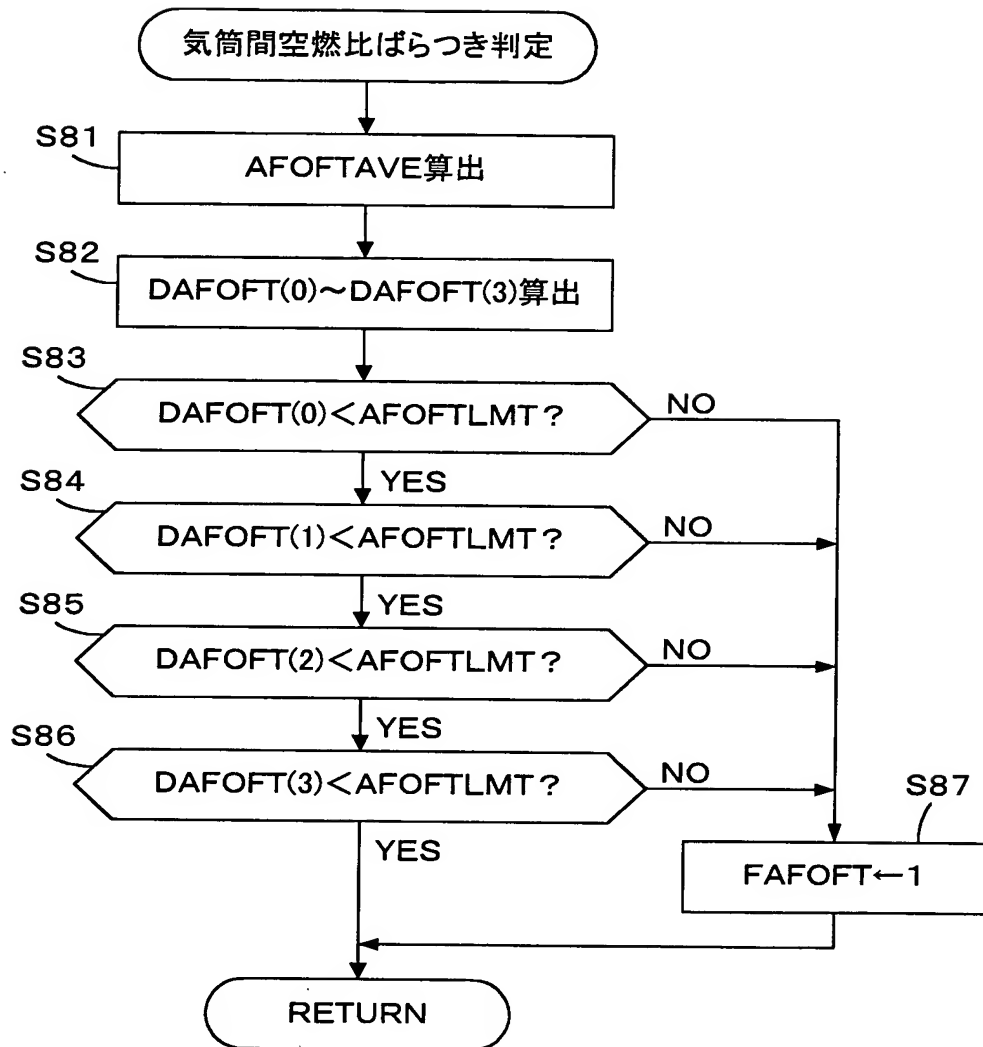 気筒間空燃比ばらつき判定
S81
AFOFTAVE算出
S82
DAFOFT(0)～DAFOFT(3)算出
S83
DAFOFT(0)＜AFOFTLMT？
NO
YES
S84
DAFOFT(1)＜AFOFTLMT？
NO
YES
S85
DAFOFT(2)＜AFOFTLMT？
NO
YES
S86
DAFOFT(3)＜AFOFTLMT？
NO
YES
S87
FAFOFT←1
RETURN